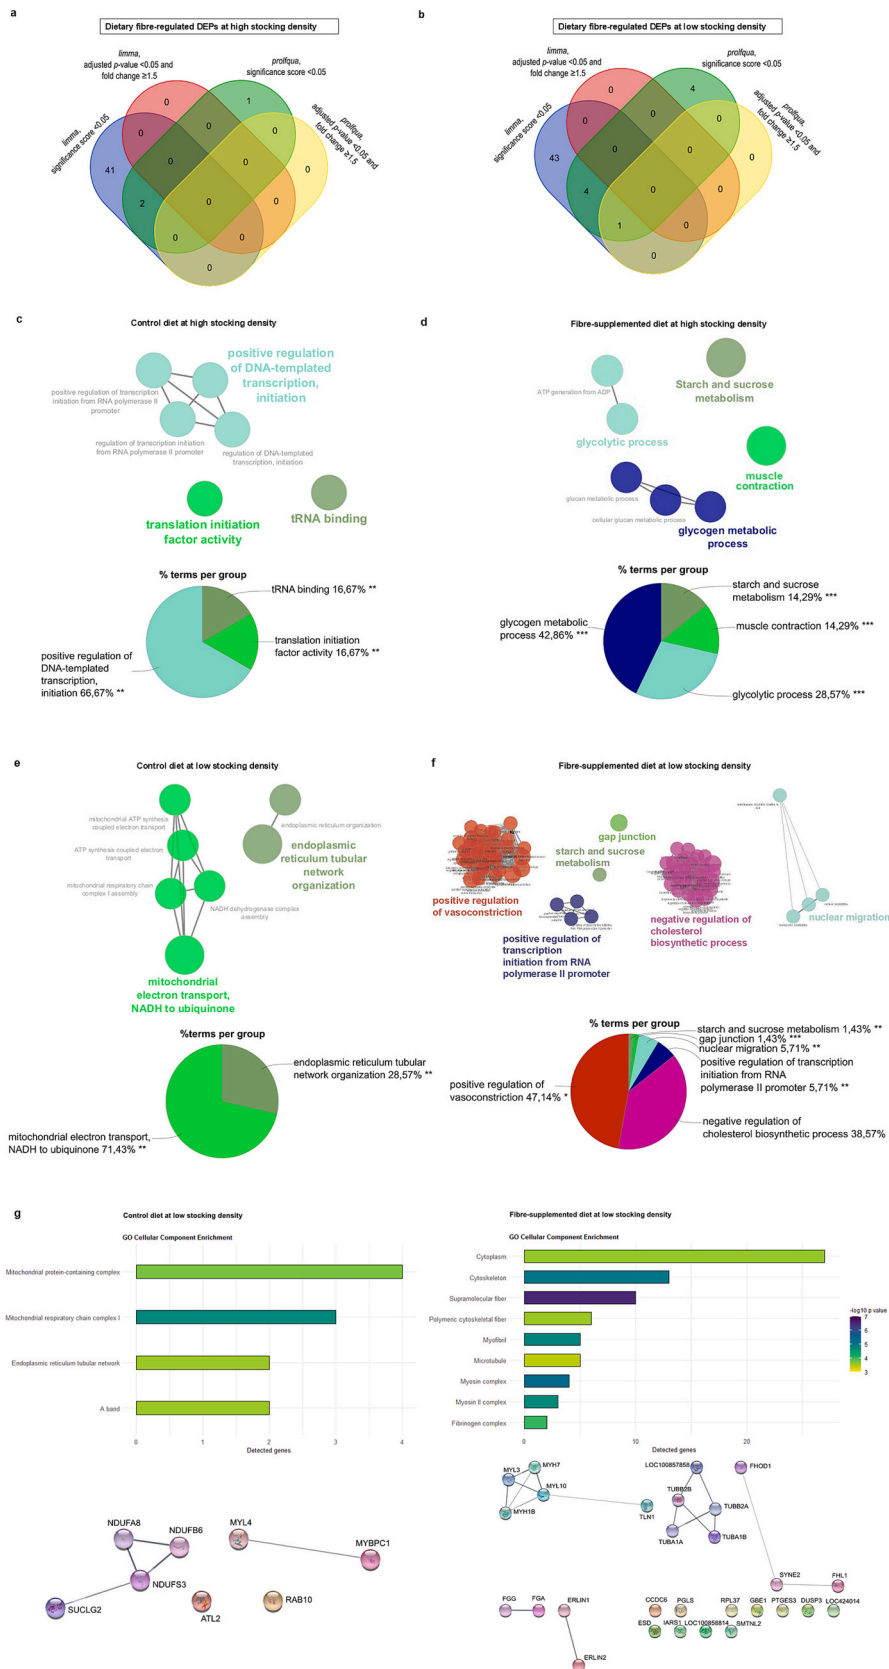 a
Dietary fibre-regulated DEPs at high stocking density
limma,
adjusted p-value <0.05 and
fold change ≥1.5
prolfqua,
significance score <0.05
limma,
significance score <0.05
prolfqua,
adjusted p-value <0.05 and
fold change ≥1.5
0
1
0
0
0
41
0
0
2
0
0
0
0
0
0
b
Dietary fibre-regulated DEPs at low stocking density
limma,
adjusted p-value <0.05 and
fold change ≥1.5
prolfqua,
significance score <0.05
limma,
significance score <0.05
prolfqua,
adjusted p-value <0.05 and
fold change ≥1.5
0
4
0
0
0
43
0
0
4
0
0
0
1
0
0
c
Control diet at high stocking density
positive regulation
of DNA-templated
transcription,
initiation
positive regulation of transcription
initiation from RNA polymerase II
promoter
regulation of transcription initiation
from RNA polymerase II promoter
regulation of DNA-templated
transcription, initiation
translation initiation
factor activity
tRNA binding
% terms per group
tRNA binding 16,67% **
translation initiation
factor activity 16,67% **
positive regulation of
DNA-templated
transcription,
initiation 66,67% **
d
Fibre-supplemented diet at high stocking density
ATP generation from ADP
Starch and sucrose
metabolism
glycolytic process
muscle
contraction
glucan metabolic process
cellular glucan metabolic process
glycogen metabolic
process
% terms per group
starch and sucrose
metabolism 14,29% ***
glycogen metabolic
process 42,86% ***
muscle contraction 14,29% ***
glycolytic process 28,57% ***
e
Control diet at low stocking density
mitochondrial ATP synthesis
coupled electron transport
ATP synthesis coupled electron
transport
mitochondrial respiratory chain
complex I assembly
NADH dehydrogenase complex
assembly
endoplasmic reticulum organization
endoplasmic
reticulum tubular
network
organization
mitochondrial
electron transport,
NADH to ubiquinone
%terms per group
endoplasmic reticulum tubular
network organization 28,57% **
mitochondrial electron transport,
NADH to ubiquinone 71,43% **
f
Fibre-supplemented diet at low stocking density
gap junction
starch and sucrose
metabolism
positive regulation
of vasoconstriction
positive regulation of
transcription
initiation from RNA
polymerase II promoter
negative regulation of
cholesterol
biosynthetic process
nuclear migration
% terms per group
starch and sucrose metabolism 1,43% **
gap junction 1,43% ***
nuclear migration 5,71% **
positive regulation of transcription
initiation from RNA
polymerase II promoter 5,71% **
positive regulation of
vasoconstriction 47,14% *
negative regulation of
cholesterol biosynthetic process 38,57%
g
Control diet at low stocking density
GO Cellular Component Enrichment
Mitochondrial protein-containing complex
Mitochondrial respiratory chain complex I
Endoplasmic reticulum tubular network
A band
0 1 2 3 4
Detected genes
NDUFA8
NDUFB6
NDUFS3
SUCLG2
MYL4
MYBPC1
ATL2
RAB10
Fibre-supplemented diet at low stocking density
GO Cellular Component Enrichment
Cytoplasm
Cytoskeleton
Supramolecular fiber
Polymeric cytoskeletal fiber
Myofibril
Microtubule
Myosin complex
Myosin II complex
Fibrinogen complex
0 10 20
Detected genes
-log10 p value
7
6
5
4
3
MYL3
MYH7
MYL10
MYH1B
TLN1
LOC100857858
FHOD1
TUBB2B
TUBB2A
TUBA1A
TUBA1B
SYNE2
FHL1
FGG
FGA
ERLIN1
ERLIN2
CCDC6
PGLS
RPL37
GBE1
PTGES3
DUSP3
LOC424014
ESD
IARS1
LOC100858814
SMTNL2